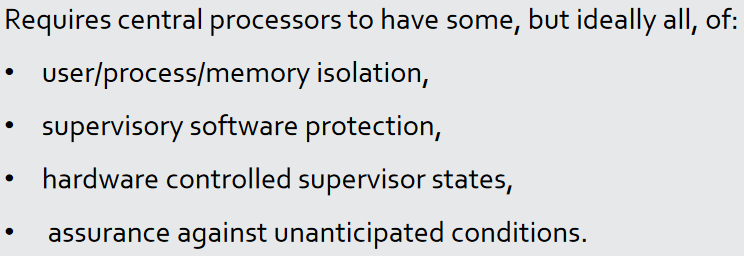 Requires central processors to have some, but ideally all, of:
• user/process/memory isolation,
• supervisory software protection,
• hardware controlled supervisor states,
• assurance against unanticipated conditions.